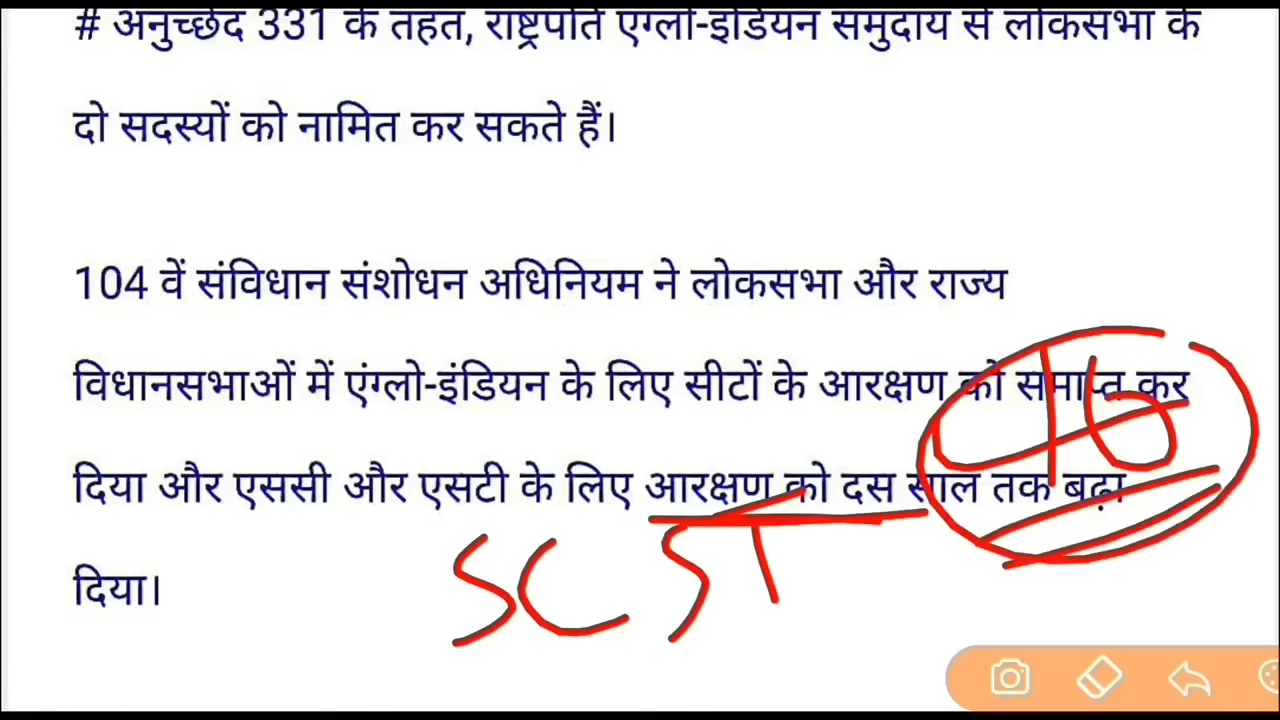 # अनुच्छेद 331 के तहत, राष्ट्रपति एंग्लो-इंडियन समुदाय से लोकसभा के
दो सदस्यों को नामित कर सकते हैं।
104 वें संविधान संशोधन अधिनियम ने लोकसभा और राज्य
विधानसभाओं में एंग्लो-इंडियन के लिए सीटों के आरक्षण को समाप्त कर
दिया और एससी और एसटी के लिए आरक्षण को दस साल तक बढ़ा
दिया।
SC ST